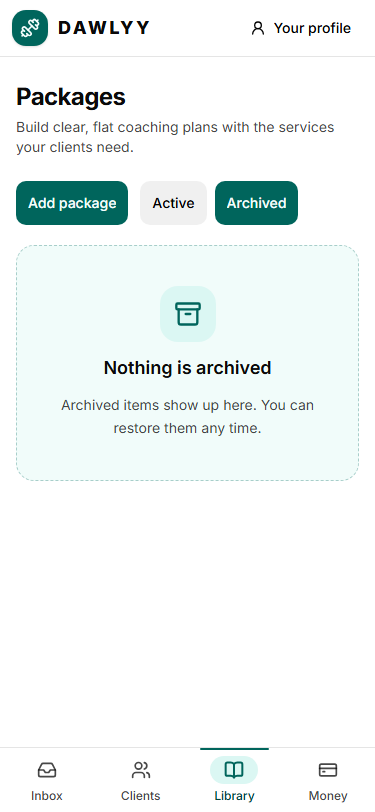 DAWLYY
Your profile
Packages
Build clear, flat coaching plans with the services
your clients need.
Add package
Active
Archived
Nothing is archived
Archived items show up here. You can
restore them any time.
Inbox
Clients
Library
Money